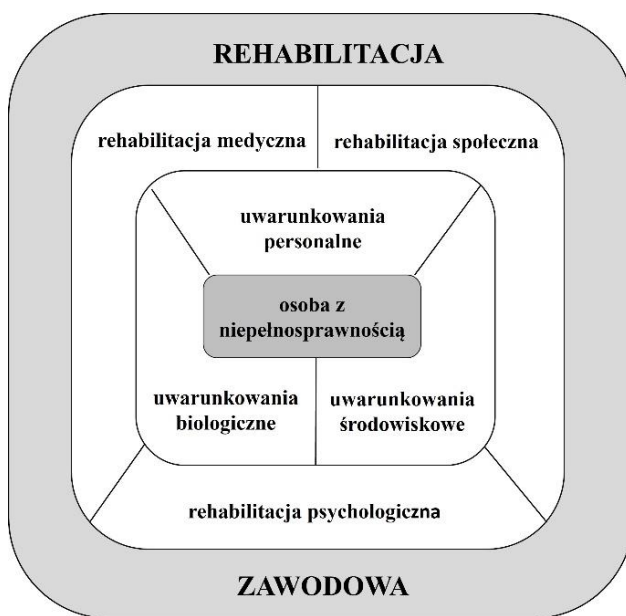 REHABILITACJA
rehabilitacja medyczna
rehabilitacja społeczna
uwarunkowania
personalne
osoba z
niepełnosprawnością
uwarunkowania
biologiczne
uwarunkowania
środowiskowe
rehabilitacja psychologiczna
ZAWODOWA